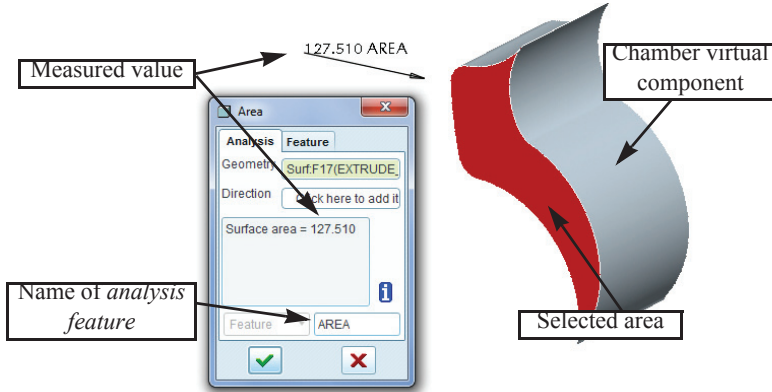 127.510 AREA
Measured value
Chamber virtual
component
Area
Analysis
Feature
Geometry
Surf:F17(EXTRUDE_
Direction
Click here to add it
Surface area = 127.510
Name of analysis
feature
Feature
AREA
Selected area